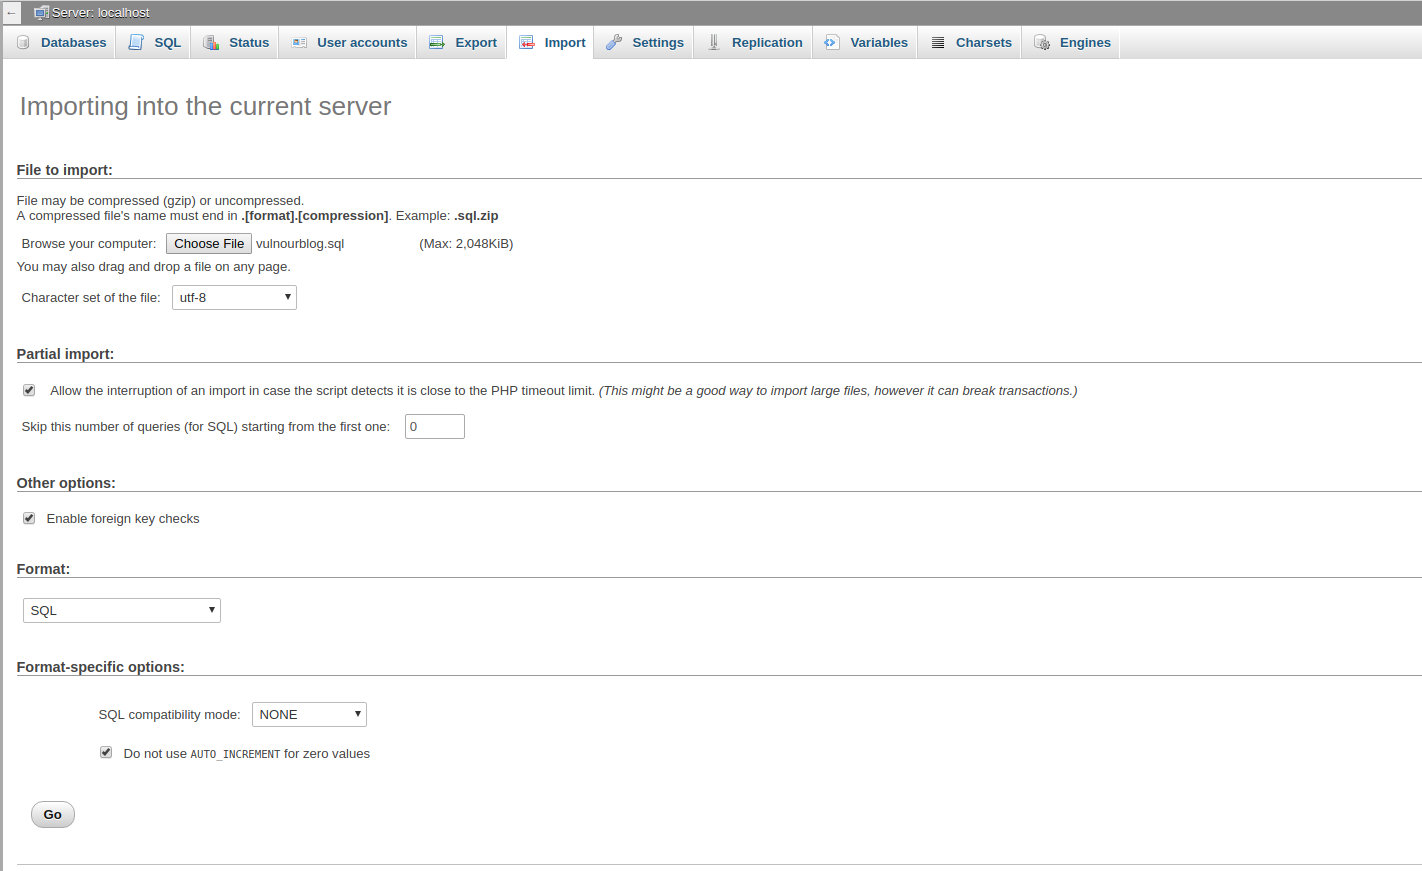 ← Server: localhost
Databases SQL Status User accounts Export Import Settings Replication Variables Charsets Engines
Importing into the current server
File to import:
File may be compressed (gzip) or uncompressed.
A compressed file's name must end in .[format].[compression]. Example: .sql.zip
Browse your computer: Choose File vulnourblog.sql (Max: 2,048KiB)
You may also drag and drop a file on any page.
Character set of the file: utf-8
Partial import:
Allow the interruption of an import in case the script detects it is close to the PHP timeout limit. (This might be a good way to import large files, however it can break transactions.)
Skip this number of queries (for SQL) starting from the first one: 0
Other options:
Enable foreign key checks
Format:
SQL
Format-specific options:
SQL compatibility mode: NONE
Do not use AUTO_INCREMENT for zero values
Go